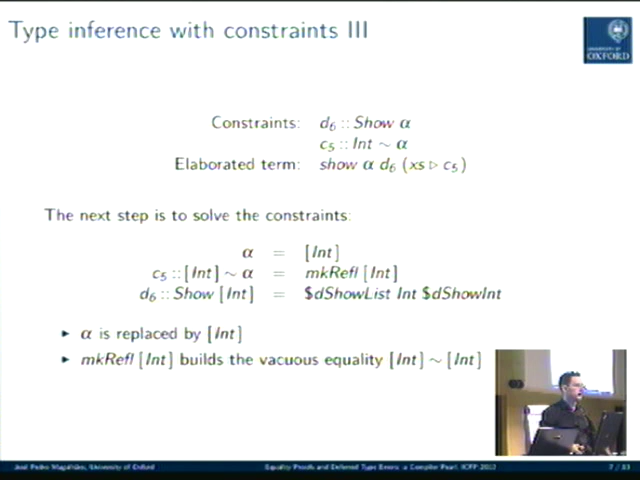 Type inference with constraints III
UNIVERSITY OF
OXFORD
Constraints: d₆ :: Show α
c₅ :: Int ~ α
Elaborated term: show α d₆ (xs ▹ c₅)
The next step is to solve the constraints:
α = [Int]
c₅ :: [Int] ~ α = mkRefl [Int]
d₆ :: Show [Int] = $dShowList Int $dShowInt
▸ α is replaced by [Int]
▸ mkRefl [Int] builds the vacuous equality [Int] ~ [Int]
José Pedro Magalhães, University of Oxford
Equality Proofs and Deferred Type Errors: a Compiler Pearl, ICFP 2012
7 / 33